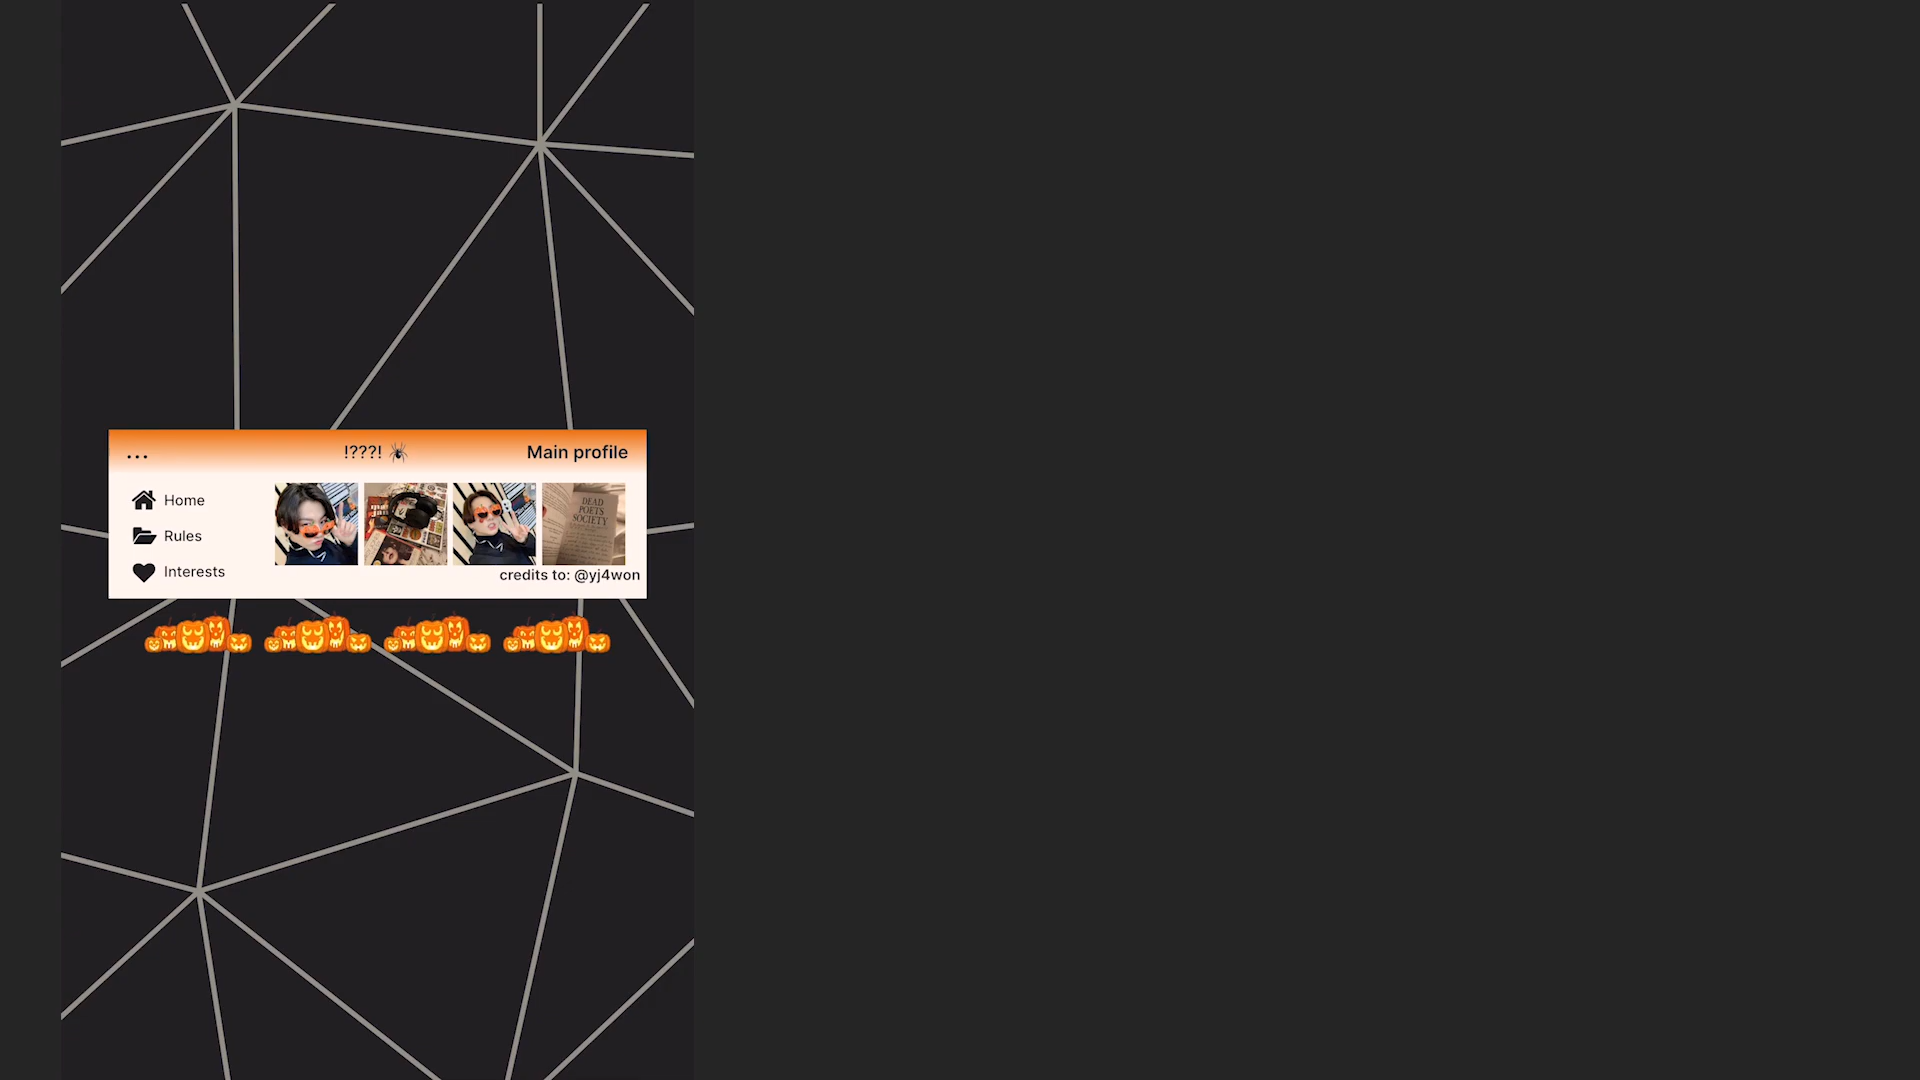 ... !???! 🕷 Main profile
Home
Rules
Interests
DEAD
POETS
SOCIETY
credits to: @yj4won